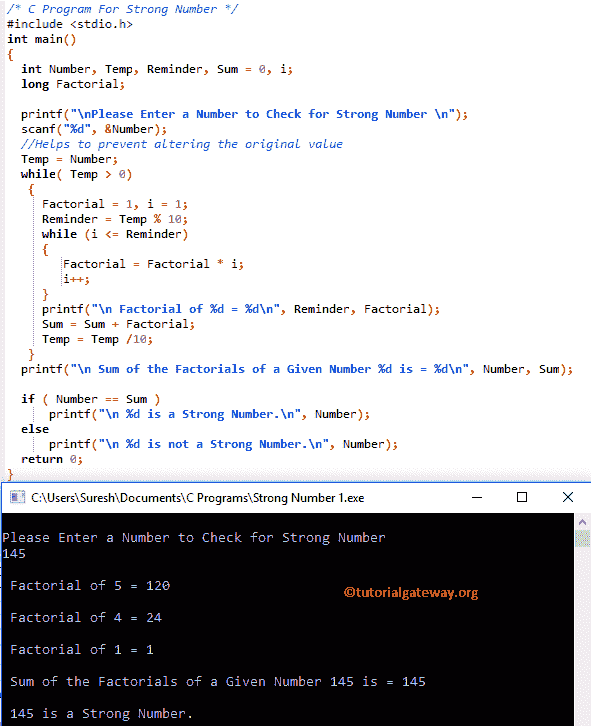 /* C Program For Strong Number */
#include <stdio.h>
int main()
{
  int Number, Temp, Reminder, Sum = 0, i;
  long Factorial;

  printf("\nPlease Enter a Number to Check for Strong Number \n");
  scanf("%d", &Number);
  //Helps to prevent altering the original value
  Temp = Number;
  while( Temp > 0)
   {
     Factorial = 1, i = 1;
     Reminder = Temp % 10;
     while (i <= Reminder)
     {
        Factorial = Factorial * i;
        i++;
     }
     printf("\n Factorial of %d = %d\n", Reminder, Factorial);
     Sum = Sum + Factorial;
     Temp = Temp /10;
   }
  printf("\n Sum of the Factorials of a Given Number %d is = %d\n", Number, Sum);

  if ( Number == Sum )
      printf("\n %d is a Strong Number.\n", Number);
  else
      printf("\n %d is not a Strong Number.\n", Number);
  return 0;
}
C:\Users\Suresh\Documents\C Programs\Strong Number 1.exe
Please Enter a Number to Check for Strong Number
145
Factorial of 5 = 120
©tutorialgateway.org
Factorial of 4 = 24
Factorial of 1 = 1
Sum of the Factorials of a Given Number 145 is = 145
145 is a Strong Number.